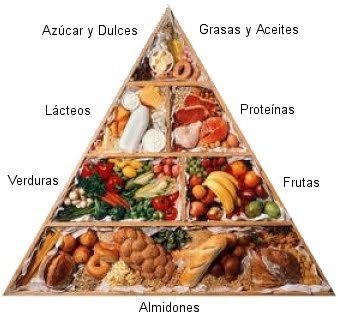 Azúcar y Dulces
Grasas y Aceites
Lácteos
Proteínas
Verduras
Frutas
Almidones